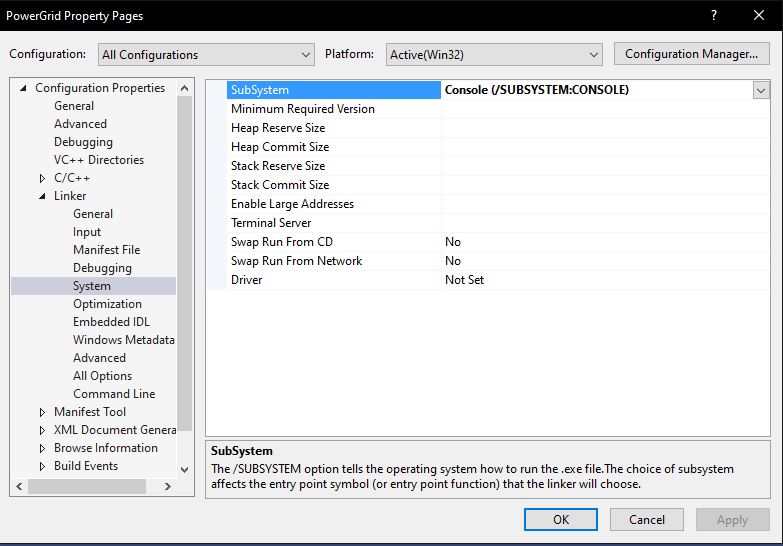 PowerGrid Property Pages
? ×
Configuration: All Configurations Platform: Active(Win32) Configuration Manager...
Configuration Properties
General
Advanced
Debugging
VC++ Directories
C/C++
Linker
General
Input
Manifest File
Debugging
System
Optimization
Embedded IDL
Windows Metadata
Advanced
All Options
Command Line
Manifest Tool
XML Document Genera
Browse Information
Build Events
SubSystem Console (/SUBSYSTEM:CONSOLE)
Minimum Required Version
Heap Reserve Size
Heap Commit Size
Stack Reserve Size
Stack Commit Size
Enable Large Addresses
Terminal Server
Swap Run From CD No
Swap Run From Network No
Driver Not Set
SubSystem
The /SUBSYSTEM option tells the operating system how to run the .exe file.The choice of subsystem
affects the entry point symbol (or entry point function) that the linker will choose.
OK Cancel Apply